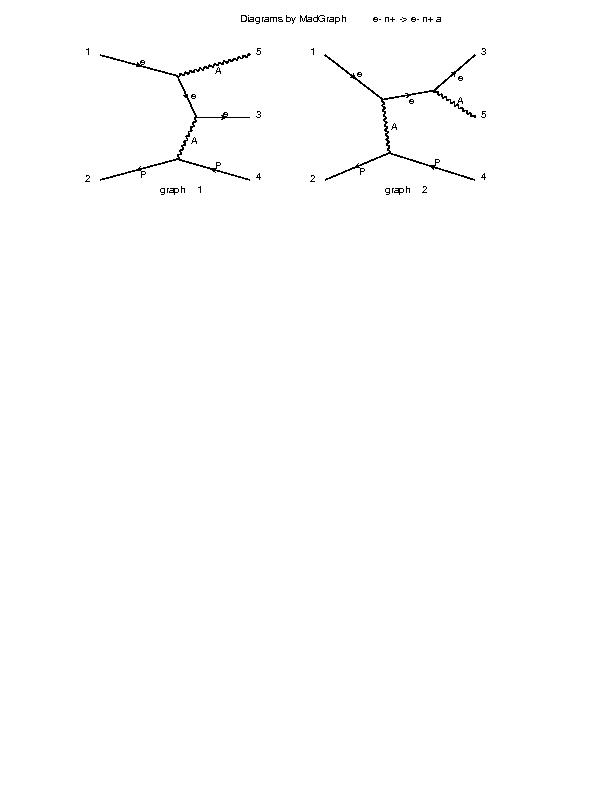 Diagrams by MadGraph e- n+ -> e- n+ a
1 e A 5
e
e 3
A
2 P P 4
graph 1
1 e 3
e
e A 5
A
2 P P 4
graph 2